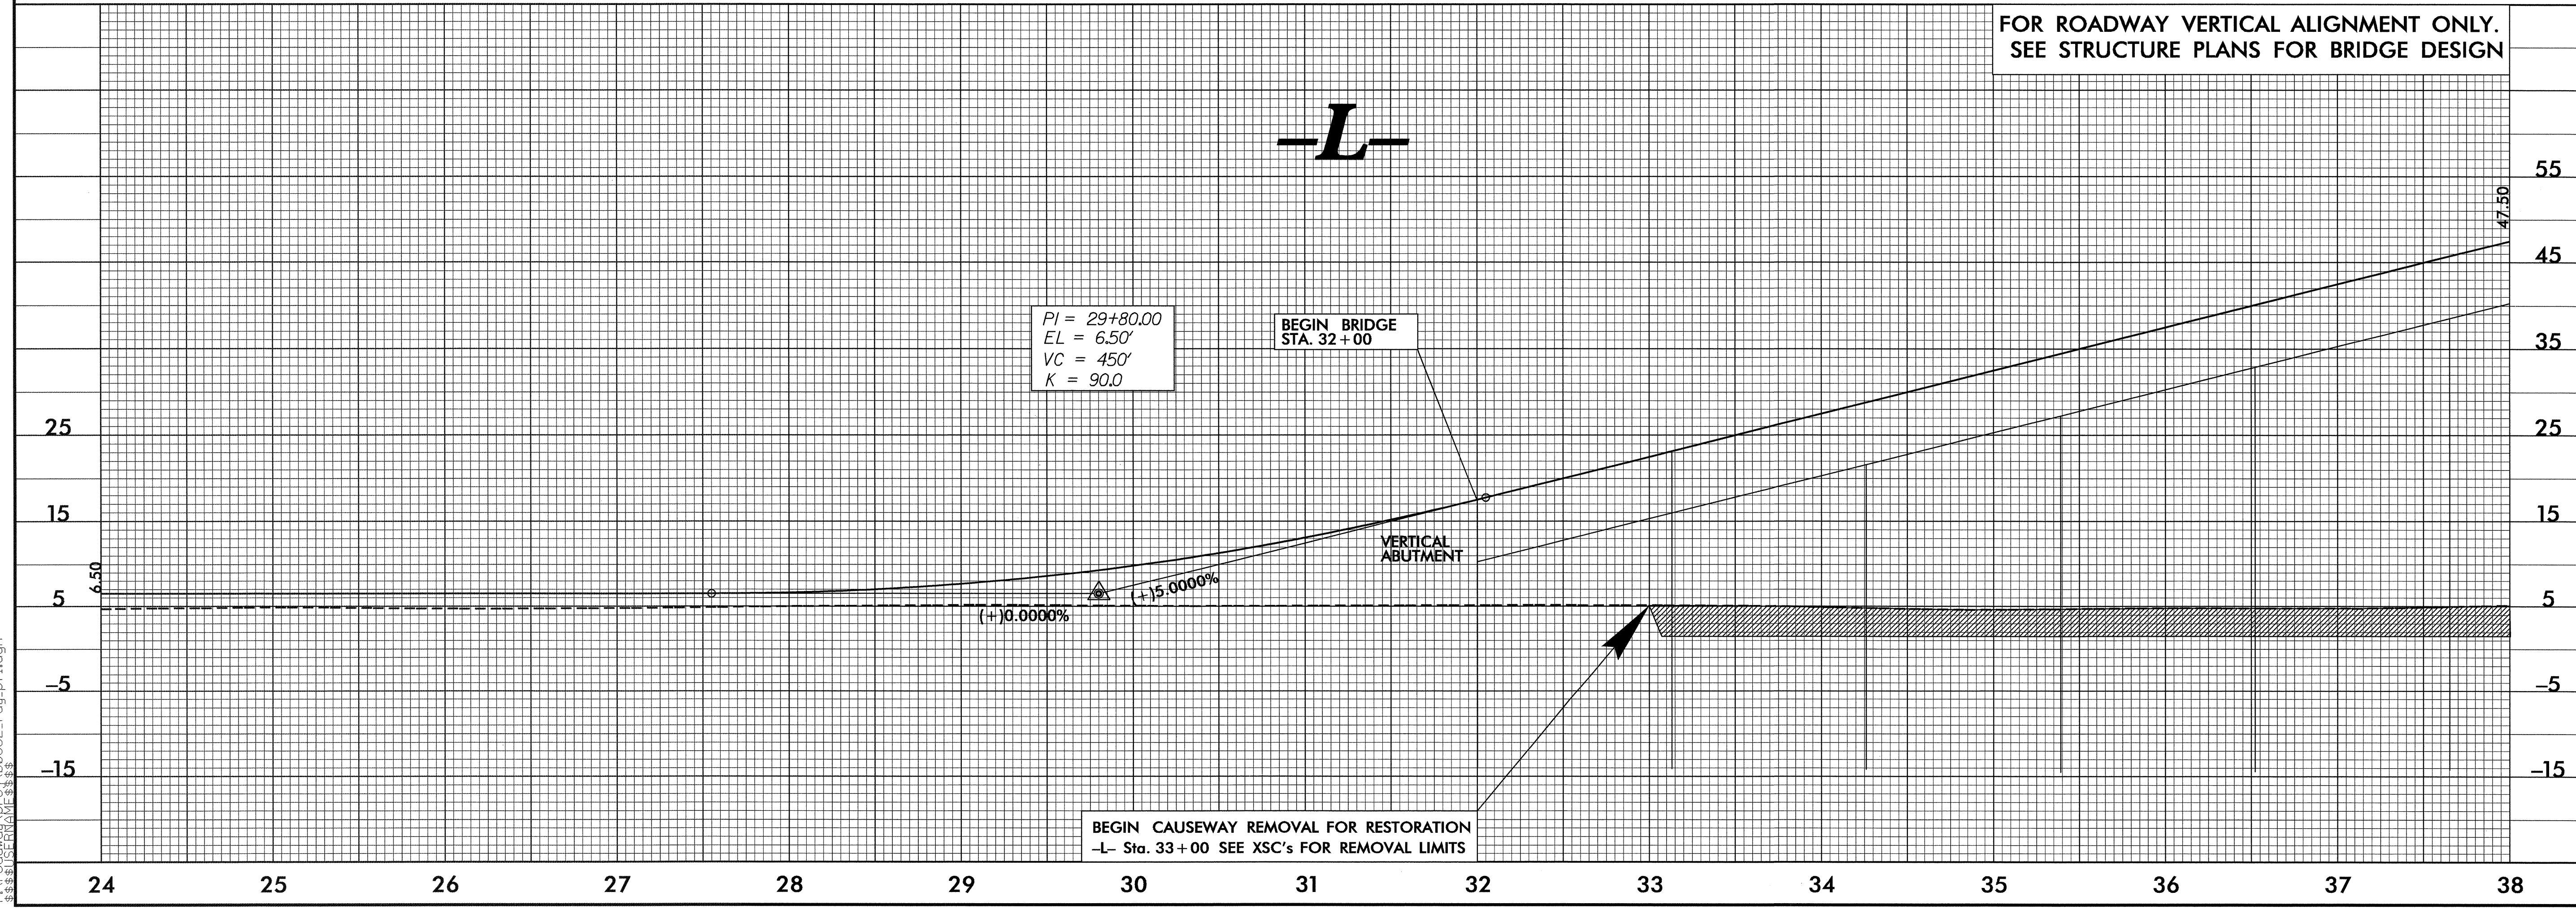 FOR ROADWAY VERTICAL ALIGNMENT ONLY.
SEE STRUCTURE PLANS FOR BRIDGE DESIGN
–L–
55
47.50
45
PI = 29+80.00
EL = 6.50'
VC = 450'
K = 90.0
BEGIN BRIDGE
STA. 32+00
35
25
25
15
15
VERTICAL
ABUTMENT
6.50
(+)5.0000%
5
5
(+)0.0000%
–5
–5
–15
–15
BEGIN CAUSEWAY REMOVAL FOR RESTORATION
–L– Sta. 33+00 SEE XSC's FOR REMOVAL LIMITS
24 25 26 27 28 29 30 31 32 33 34 35 36 37 38